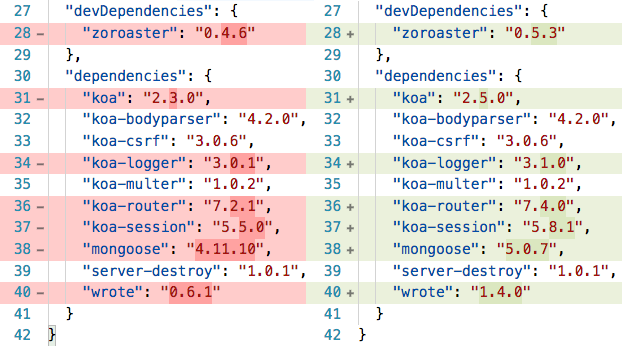 27 "devDependencies": {
28 - "zoroaster": "0.4.6"
29 },
30 "dependencies": {
31 - "koa": "2.3.0",
32 "koa-bodyparser": "4.2.0",
33 "koa-csrf": "3.0.6",
34 - "koa-logger": "3.0.1",
35 "koa-multer": "1.0.2",
36 - "koa-router": "7.2.1",
37 - "koa-session": "5.5.0",
38 - "mongoose": "4.11.10",
39 "server-destroy": "1.0.1",
40 - "wrote": "0.6.1"
41 }
42 }
27 "devDependencies": {
28 + "zoroaster": "0.5.3"
29 },
30 "dependencies": {
31 + "koa": "2.5.0",
32 "koa-bodyparser": "4.2.0",
33 "koa-csrf": "3.0.6",
34 + "koa-logger": "3.1.0",
35 "koa-multer": "1.0.2",
36 + "koa-router": "7.4.0",
37 + "koa-session": "5.8.1",
38 + "mongoose": "5.0.7",
39 "server-destroy": "1.0.1",
40 + "wrote": "1.4.0"
41 }
42 }